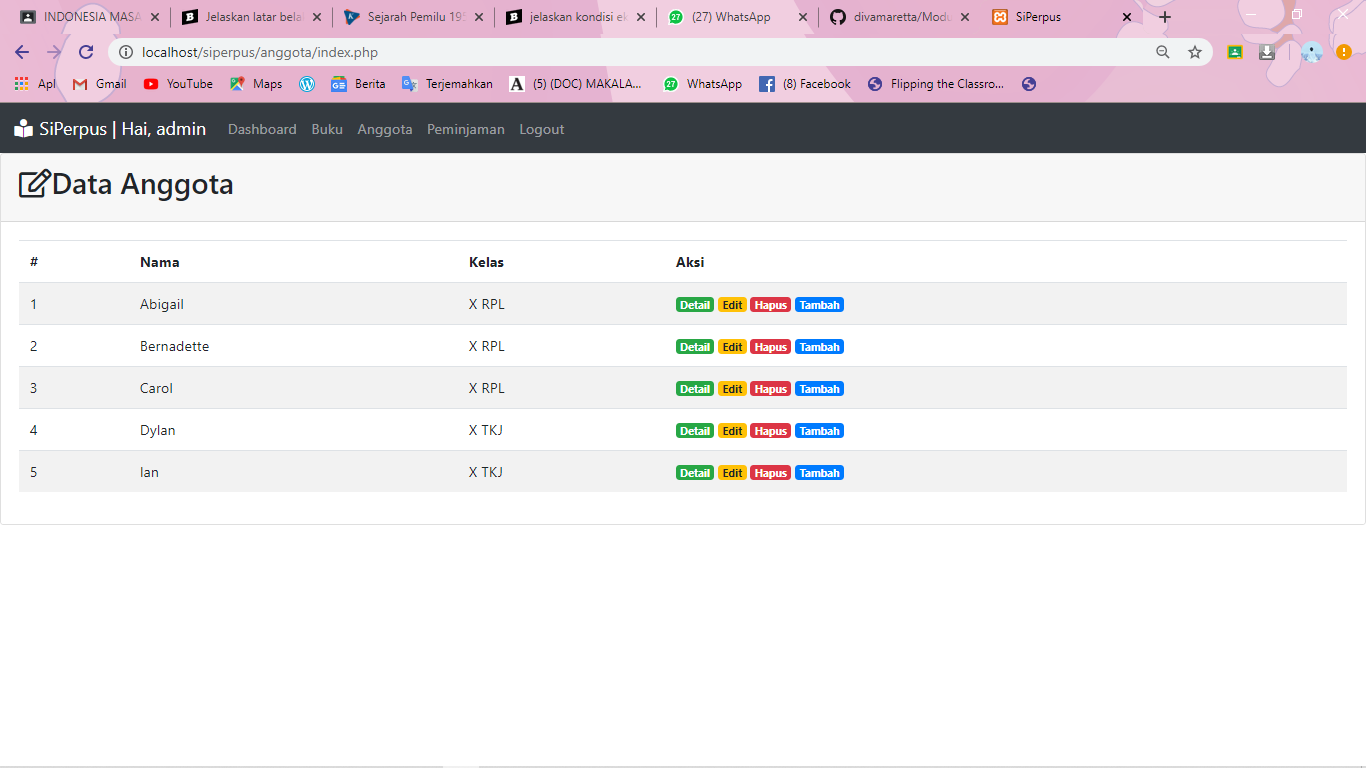 INDONESIA MASA
Jelaskan latar bela
Sejarah Pemilu 195
jelaskan kondisi ek
(27) WhatsApp
divamaretta/Modu
SiPerpus
localhost/siperpus/anggota/index.php
Apl Gmail YouTube Maps Berita Terjemahkan (5) (DOC) MAKALA... WhatsApp (8) Facebook Flipping the Classro...
SiPerpus | Hai, admin Dashboard Buku Anggota Peminjaman Logout
Data Anggota
# Nama Kelas Aksi
1 Abigail X RPL Detail Edit Hapus Tambah
2 Bernadette X RPL Detail Edit Hapus Tambah
3 Carol X RPL Detail Edit Hapus Tambah
4 Dylan X TKJ Detail Edit Hapus Tambah
5 Ian X TKJ Detail Edit Hapus Tambah